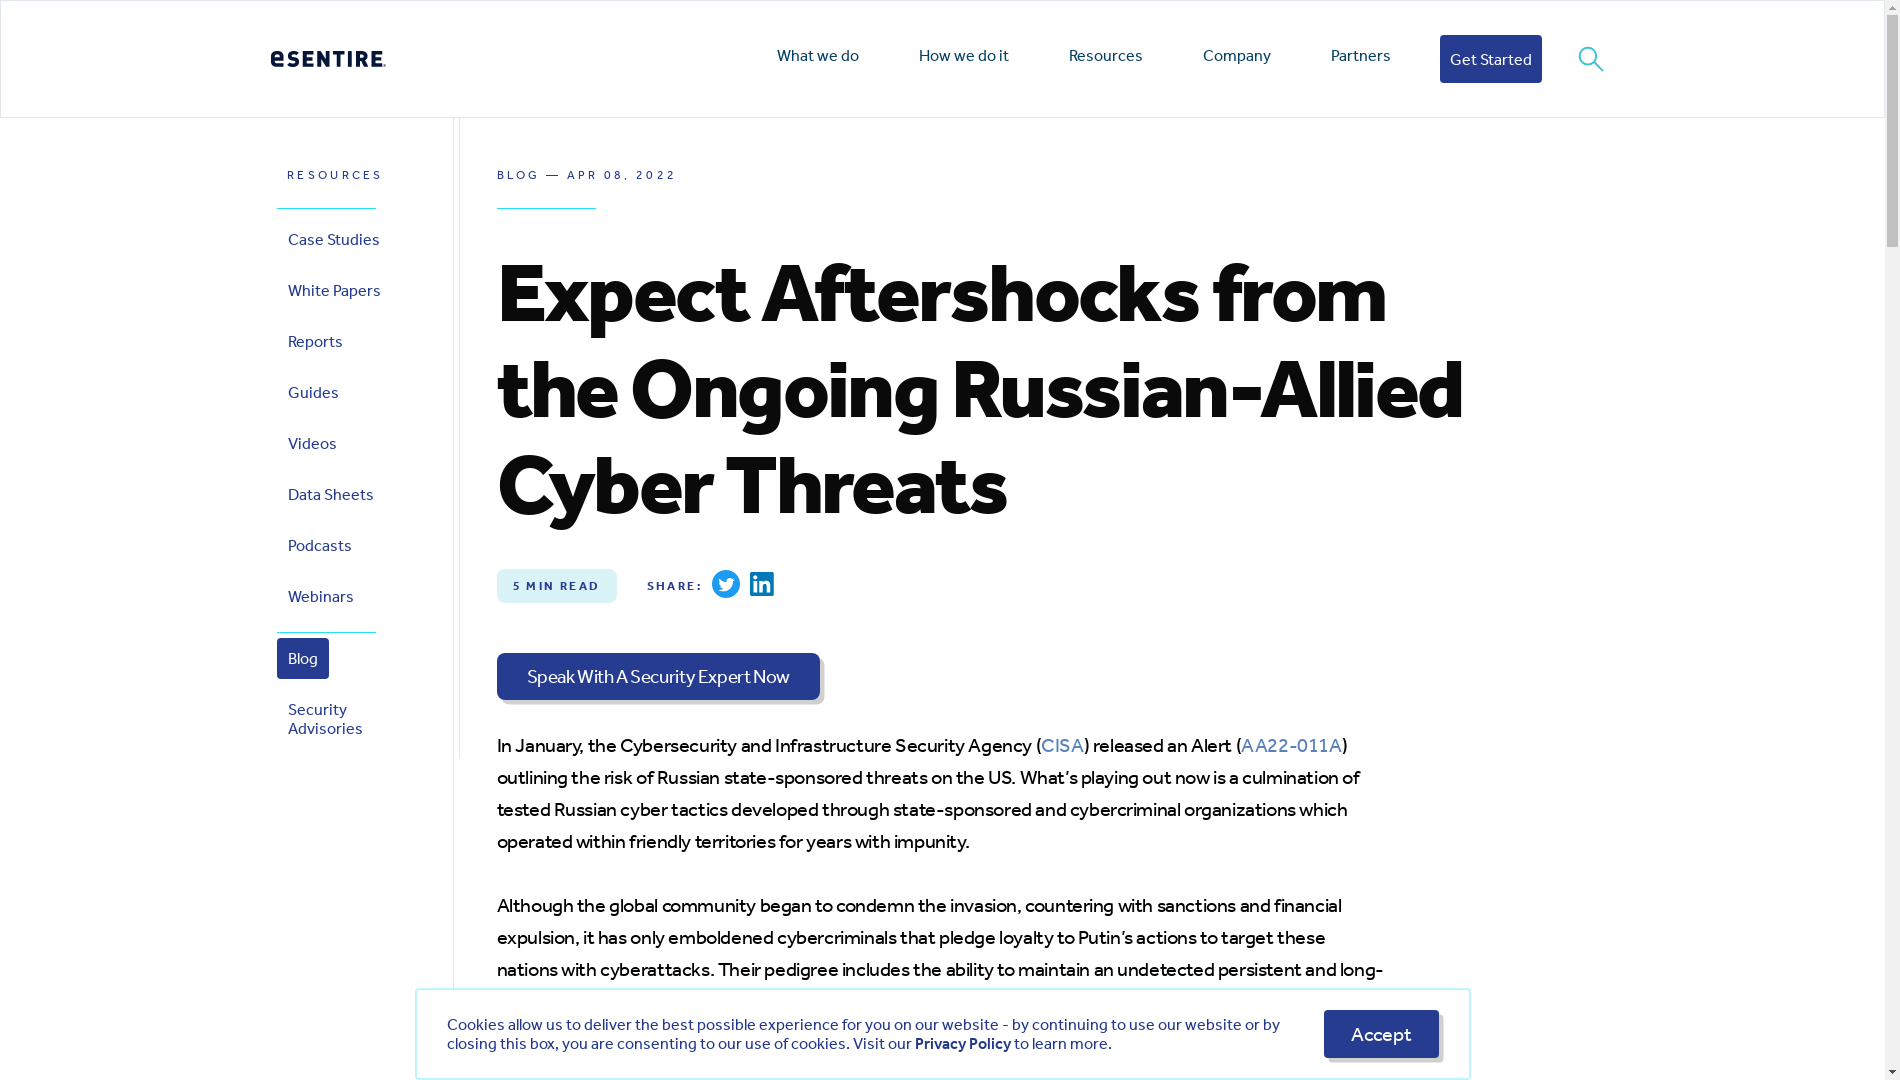 eSENTIRE
What we do
How we do it
Resources
Company
Partners
Get Started
RESOURCES
Case Studies
White Papers
Reports
Guides
Videos
Data Sheets
Podcasts
Webinars
Blog
Security
Advisories
BLOG — APR 08, 2022
Expect Aftershocks from
the Ongoing Russian-Allied
Cyber Threats
5 MIN READ
SHARE:
Speak With A Security Expert Now
In January, the Cybersecurity and Infrastructure Security Agency (CISA) released an Alert (AA22-011A)
outlining the risk of Russian state-sponsored threats on the US. What’s playing out now is a culmination of
tested Russian cyber tactics developed through state-sponsored and cybercriminal organizations which
operated within friendly territories for years with impunity.
Although the global community began to condemn the invasion, countering with sanctions and financial
expulsion, it has only emboldened cybercriminals that pledge loyalty to Putin’s actions to target these
nations with cyberattacks. Their pedigree includes the ability to maintain an undetected persistent and long-
Cookies allow us to deliver the best possible experience for you on our website - by continuing to use our website or by
closing this box, you are consenting to our use of cookies. Visit our Privacy Policy to learn more.
Accept